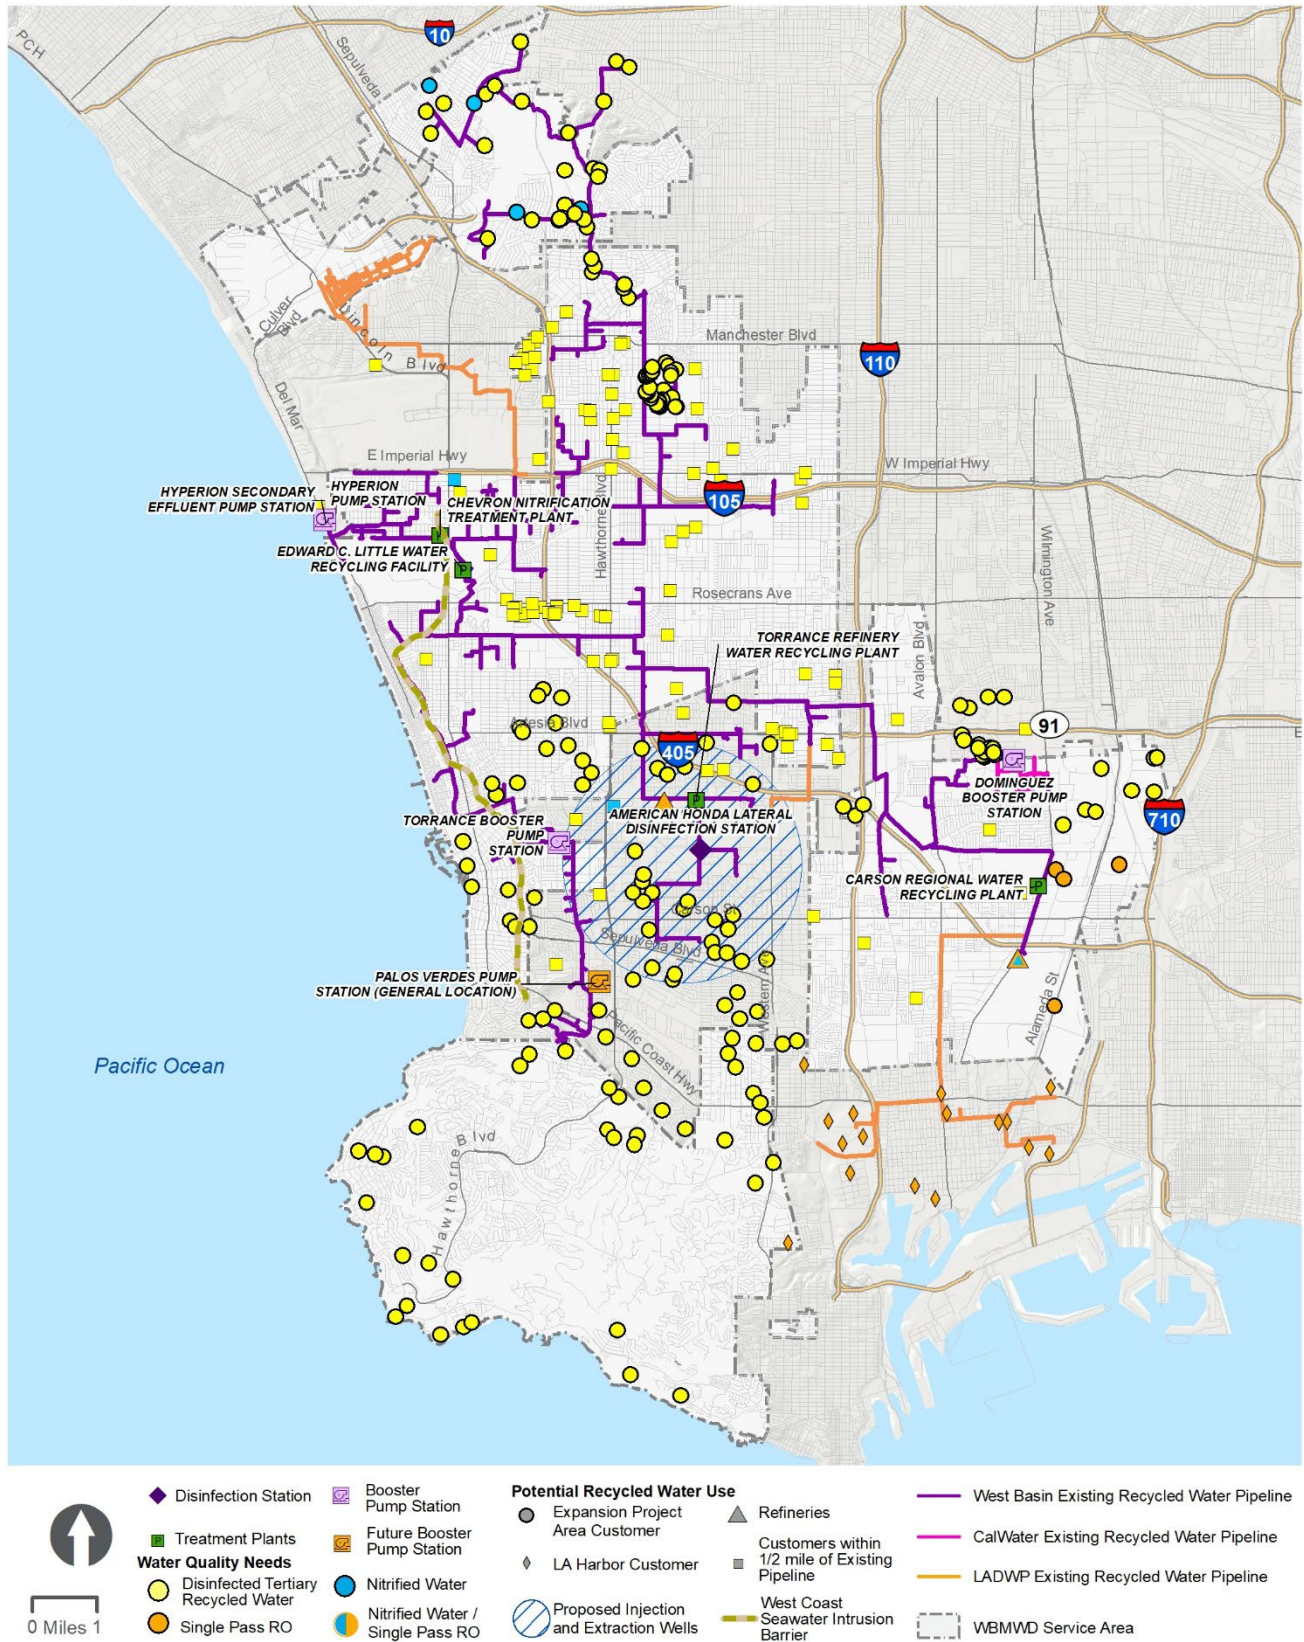 10
PCH
Sepulveda
Culver
Blvd
Lincoln Blvd
Manchester Blvd
110
Del Mar
E Imperial Hwy
W Imperial Hwy
HYPERION SECONDARY
EFFLUENT PUMP STATION
HYPERION
PUMP STATION
CHEVRON NITRIFICATION
TREATMENT PLANT
105
Hawthorne Blvd
EDWARD C. LITTLE WATER
RECYCLING FACILITY
P
P
Wilmington Ave
Rosecrans Ave
TORRANCE REFINERY
WATER RECYCLING PLANT
Avalon Blvd
Artesia Blvd
91
E
405
DOMINGUEZ
BOOSTER PUMP
STATION
P
AMERICAN HONDA LATERAL
DISINFECTION STATION
710
TORRANCE BOOSTER
PUMP
STATION
CARSON REGIONAL WATER
RECYCLING PLANT
P
Carson St
Sepulveda Blvd
PALOS VERDES PUMP
STATION (GENERAL LOCATION)
Western Ave
Alameda St
Pacific Coast Hwy
Pacific Ocean
Hawthorne Blvd
0 Miles 1
Disinfection Station
P
Treatment Plants
Water Quality Needs
Disinfected Tertiary
Recycled Water
Single Pass RO
Booster
Pump Station
Future Booster
Pump Station
Nitrified Water
Nitrified Water /
Single Pass RO
Potential Recycled Water Use
Expansion Project
Area Customer
LA Harbor Customer
Proposed Injection
and Extraction Wells
Refineries
Customers within
1/2 mile of Existing
Pipeline
West Coast
Seawater Intrusion
Barrier
West Basin Existing Recycled Water Pipeline
CalWater Existing Recycled Water Pipeline
LADWP Existing Recycled Water Pipeline
WBMWD Service Area